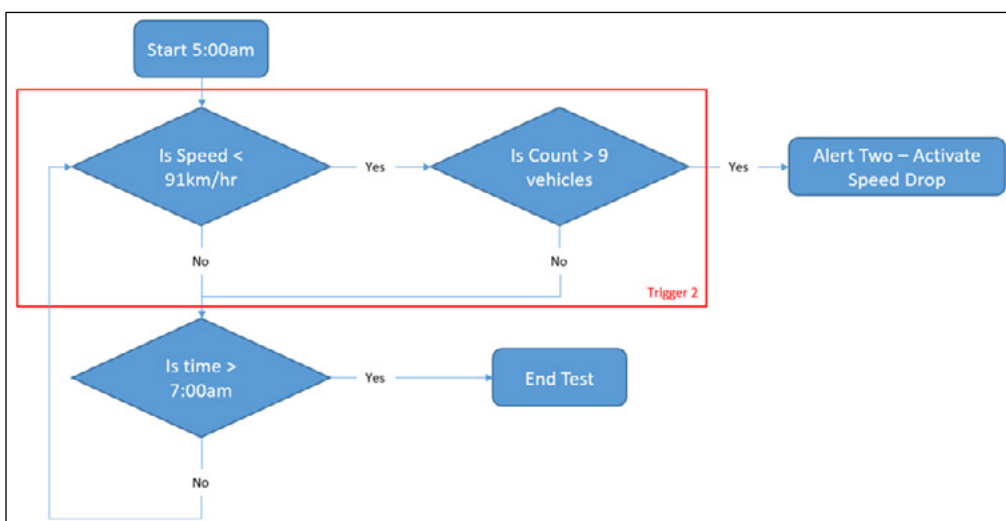 Start 5:00am
Is Speed <
91km/hr
Yes
Is Count > 9
vehicles
Yes
Alert Two – Activate
Speed Drop
No
No
Trigger 2
Is time >
7:00am
Yes
End Test
No